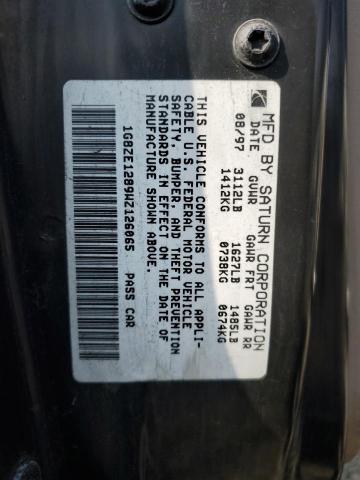 MFD BY SATURN CORPORATION
DATE GVWR GAWR FRT GAWR RR
08/97 3112LB 1627LB 1485LB
1412KG 0738KG 0674KG
THIS VEHICLE CONFORMS TO ALL APPLI-
CABLE U.S. FEDERAL MOTOR VEHICLE
SAFETY, BUMPER, AND THEFT PREVENTION
STANDARDS IN EFFECT ON THE DATE OF
MANUFACTURE SHOWN ABOVE.
1G8ZE1289WZ126065 PASS CAR